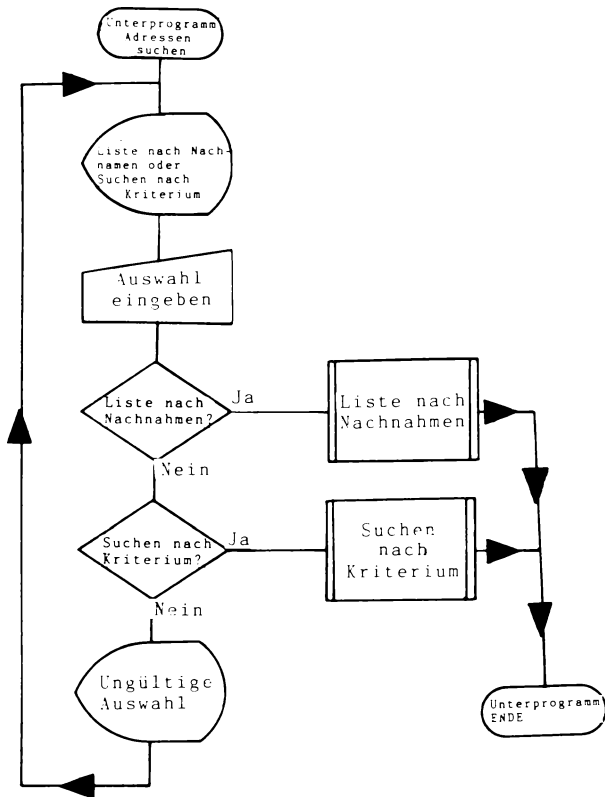 Unterprogramm
Adressen
suchen
Liste nach Nach-
namen oder
Suchen nach
Kriterium
Auswahl
eingeben
Liste nach
Nachnahmen?
Ja
Liste nach
Nachnahmen
Nein
Suchen nach
Kriterium?
Ja
Suchen
nach
Kriterium
Nein
Ungültige
Auswahl
Unterprogramm
ENDE